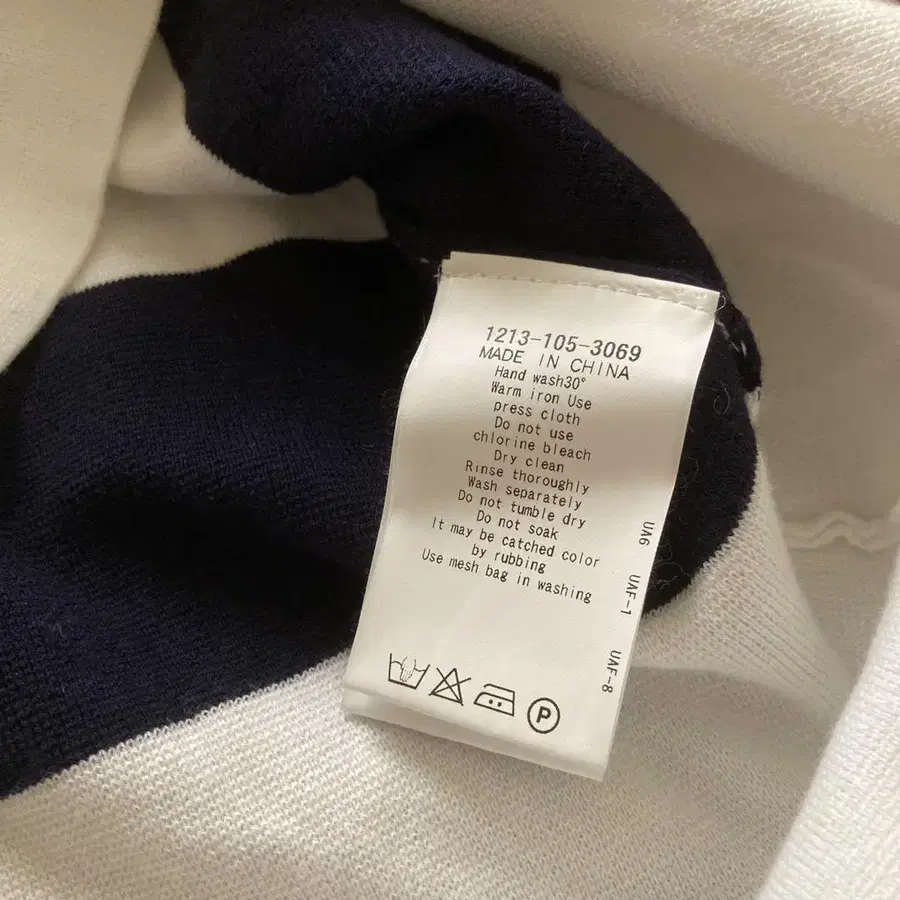 1213-105-3069
MADE IN CHINA
Hand wash30°
Warm iron Use
press cloth
Do not use
chlorine bleach
Dry clean
Rinse thoroughly
Wash separately
Do not tumble dry
Do not soak
It may be catched color
by rubbing
Use mesh bag in washing
UA6
UAF-1
UAF-8
P